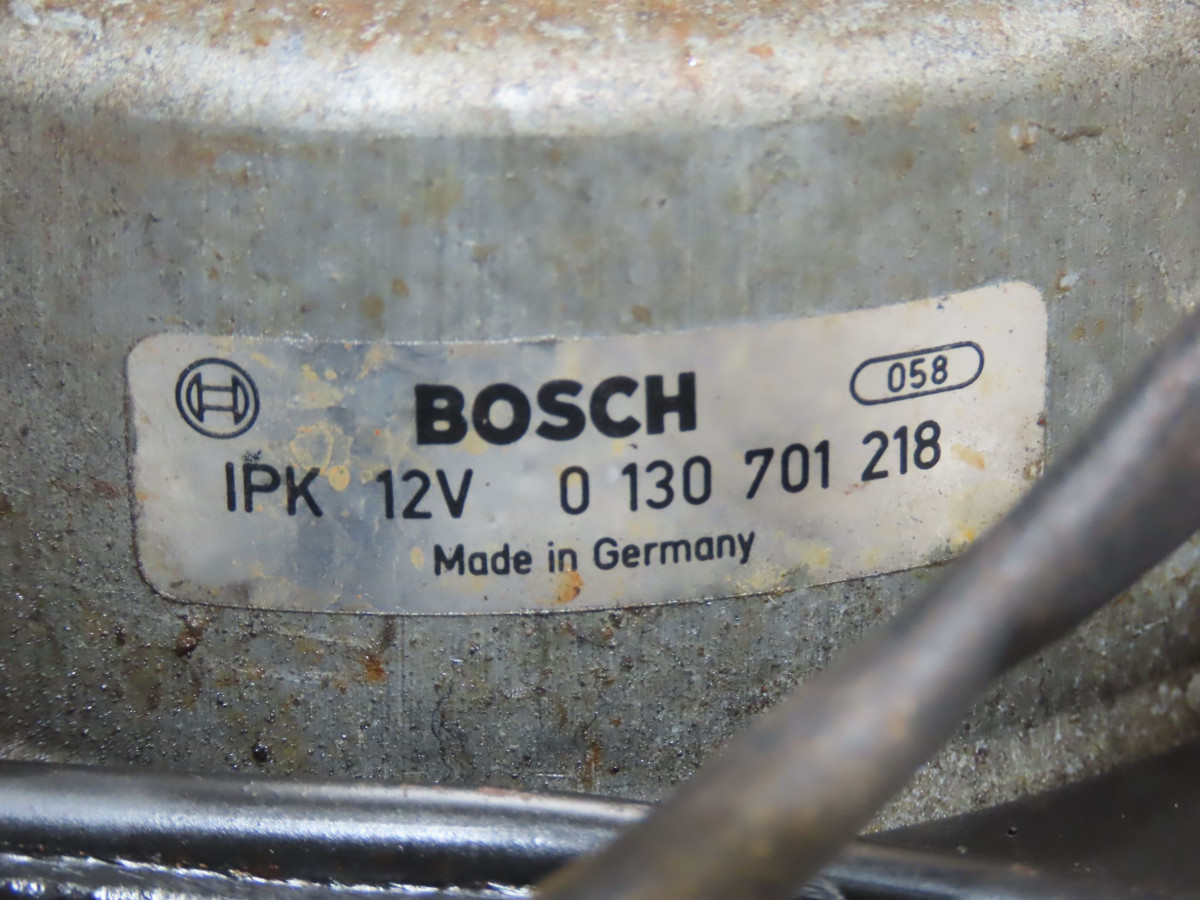 BOSCH 058
IPK 12V 0 130 701 218
Made in Germany